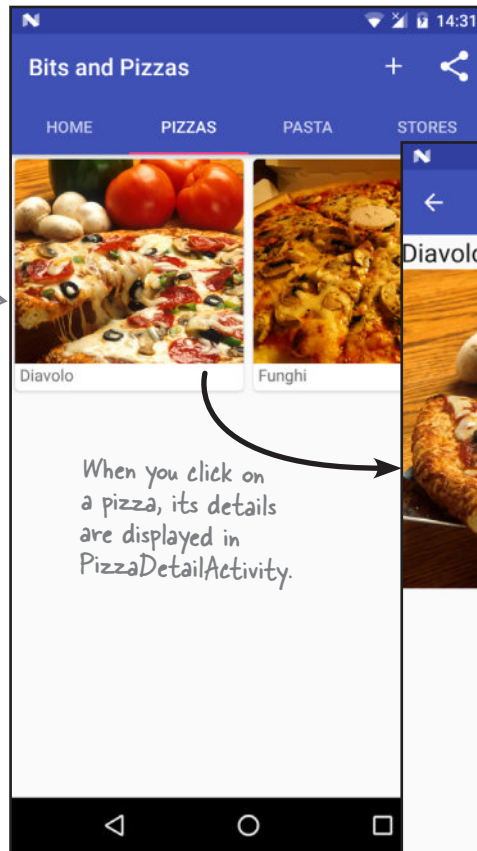 14:31
Bits and Pizzas
HOME PIZZAS PASTA STORES
Diavolo
Funghi
When you click on
a pizza, its details
are displayed in
PizzaDetailActivity.
Diavolo